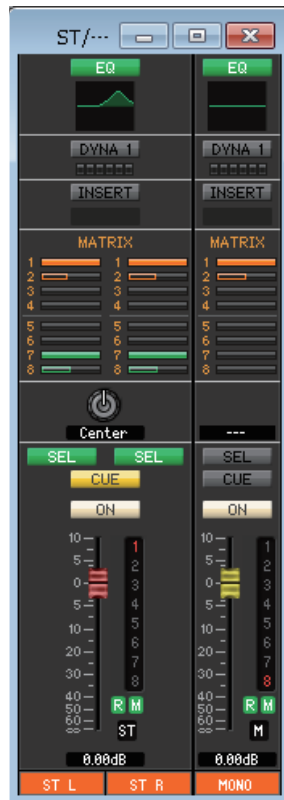 ST/···
EQ EQ
DYNA 1 DYNA 1
INSERT INSERT
MATRIX MATRIX
1 1 1
2 2 2
3 3 3
4 4 4
5 5 5
6 6 6
7 7 7
8 8 8
Center ---
SEL SEL SEL
CUE CUE
ON ON
10 1 10 1
5 2 5 2
0 3 0 3
5 4 5 4
10 5 10 5
20 6 20 6
30 7 30 7
8 8
40 40
50 R M 50 R M
60 60
∞ ST ∞ M
0.00dB 0.00dB
ST L ST R MONO